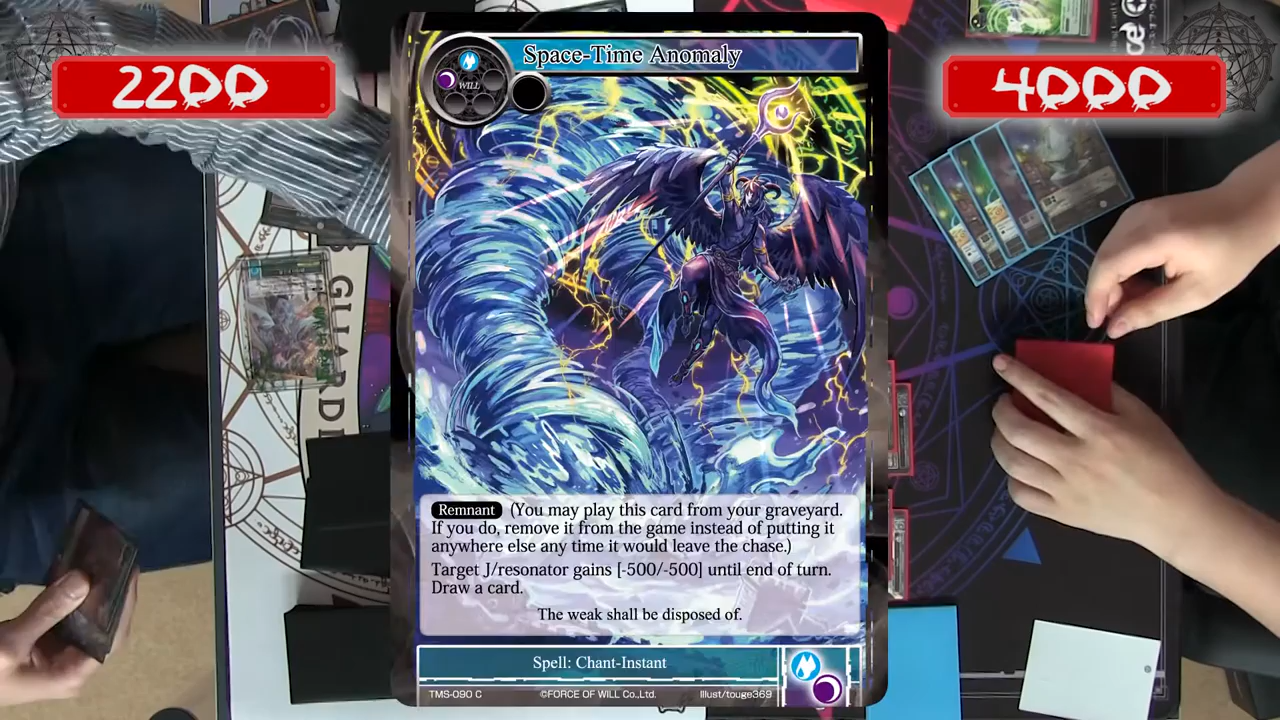 2200
4000
Space-Time Anomaly
WILL
Remnant (You may play this card from your graveyard.
If you do, remove it from the game instead of putting it
anywhere else any time it would leave the chase.)
Target J/resonator gains [-500/-500] until end of turn.
Draw a card.
The weak shall be disposed of.
Spell: Chant-Instant
TMS-090 C ©FORCE OF WILL Co.,Ltd. Illust/touge369